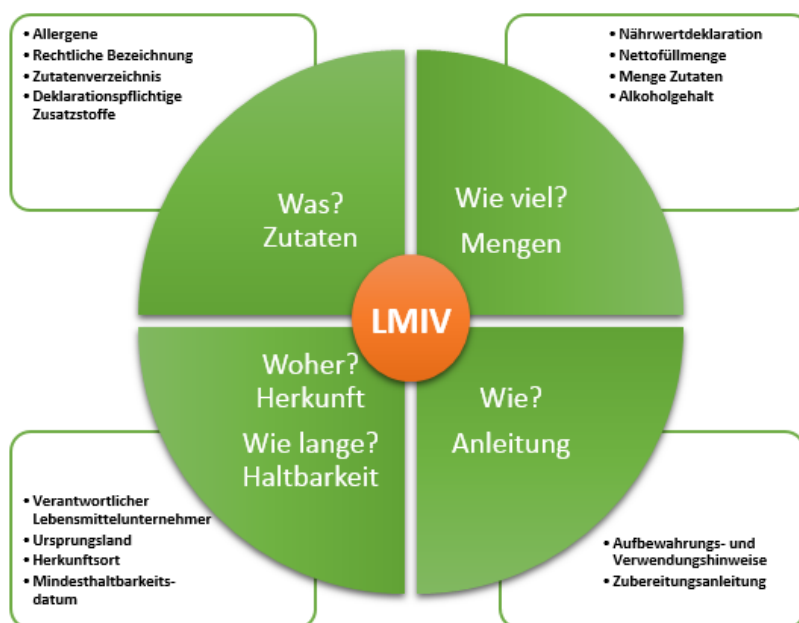 • Allergene
• Rechtliche Bezeichnung
• Zutatenverzeichnis
• Deklarationspflichtige
Zusatzstoffe
• Nährwertdeklaration
• Nettofüllmenge
• Menge Zutaten
• Alkoholgehalt
Was?
Zutaten
Wie viel?
Mengen
LMIV
Woher?
Herkunft
Wie lange?
Haltbarkeit
Wie?
Anleitung
• Verantwortlicher
Lebensmittelunternehmer
• Ursprungsland
• Herkunftsort
• Mindesthaltbarkeits-
datum
• Aufbewahrungs- und
Verwendungshinweise
• Zubereitungsanleitung